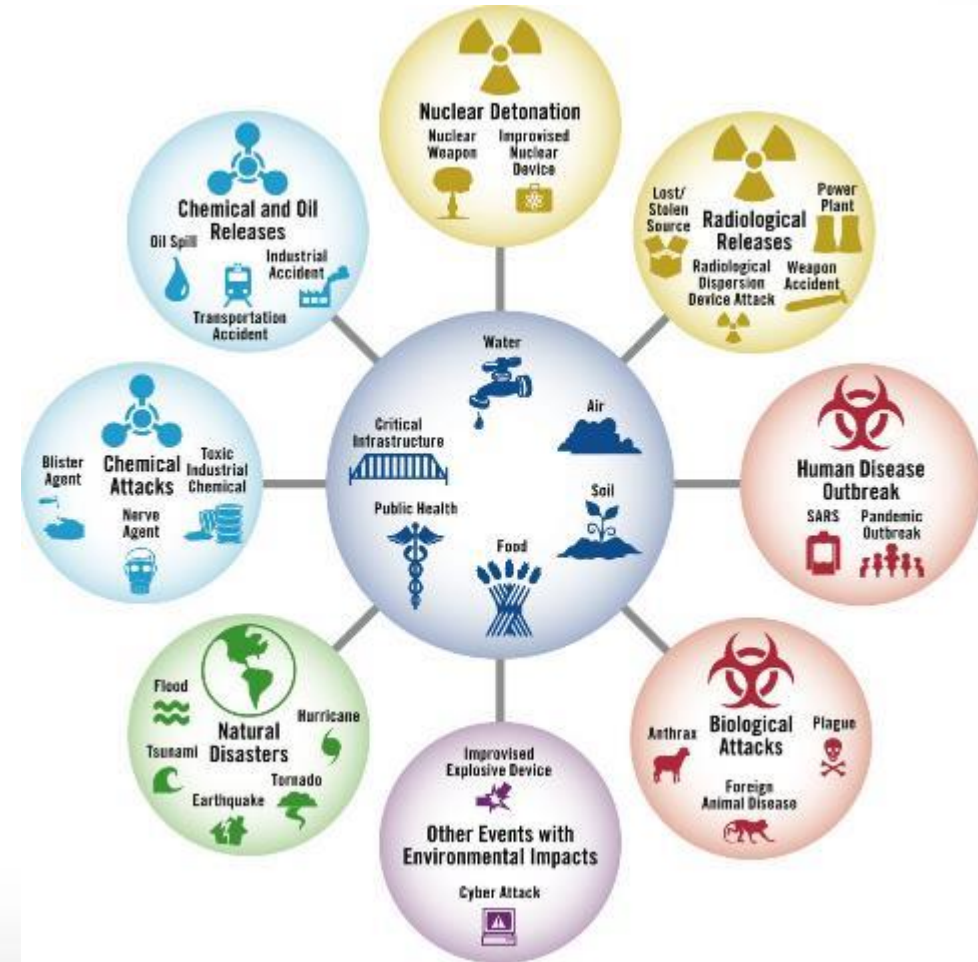 Nuclear Detonation
Nuclear
Weapon
Improvised
Nuclear
Device
Chemical and Oil
Releases
Oil Spill
Industrial
Accident
Transportation
Accident
Lost/
Stolen
Source
Power
Plant
Radiological
Releases
Radiological
Dispersion
Device Attack
Weapon
Accident
Water
Air
Critical
Infrastructure
Soil
Public Health
Food
Blister
Agent
Chemical
Attacks
Toxic
Industrial
Chemical
Nerve
Agent
Human Disease
Outbreak
SARS
Pandemic
Outbreak
Flood
Hurricane
Natural
Disasters
Tsunami
Tornado
Earthquake
Anthrax
Biological
Attacks
Plague
Foreign
Animal Disease
Improvised
Explosive Device
Other Events with
Environmental Impacts
Cyber Attack